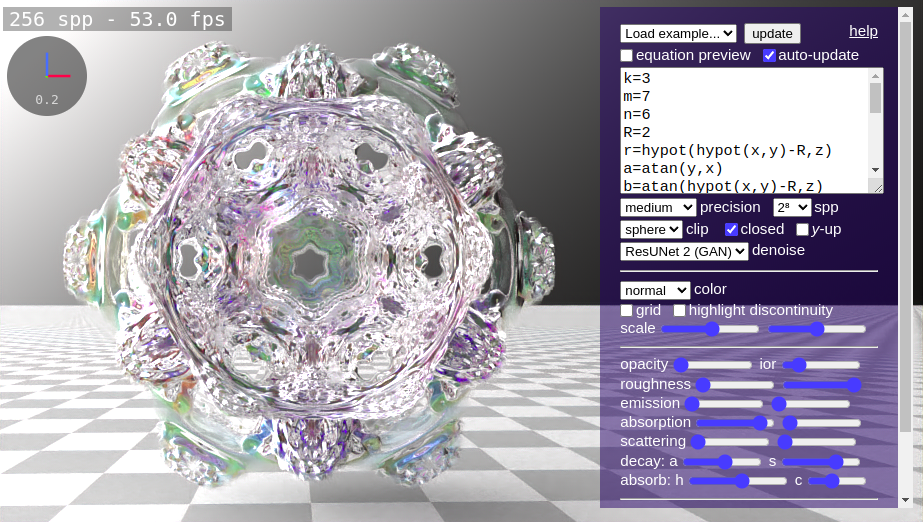 256 spp - 53.0 fps
0.2
Load example... update help
equation preview auto-update
k=3
m=7
n=6
R=2
r=hypot(hypot(x,y)-R,z)
a=atan(y,x)
b=atan(hypot(x,y)-R,z)
medium precision 2⁸ spp
sphere clip closed y-up
ResUNet 2 (GAN) denoise
normal color
grid highlight discontinuity
scale
opacity ior
roughness
emission
absorption
scattering
decay: a s
absorb: h c